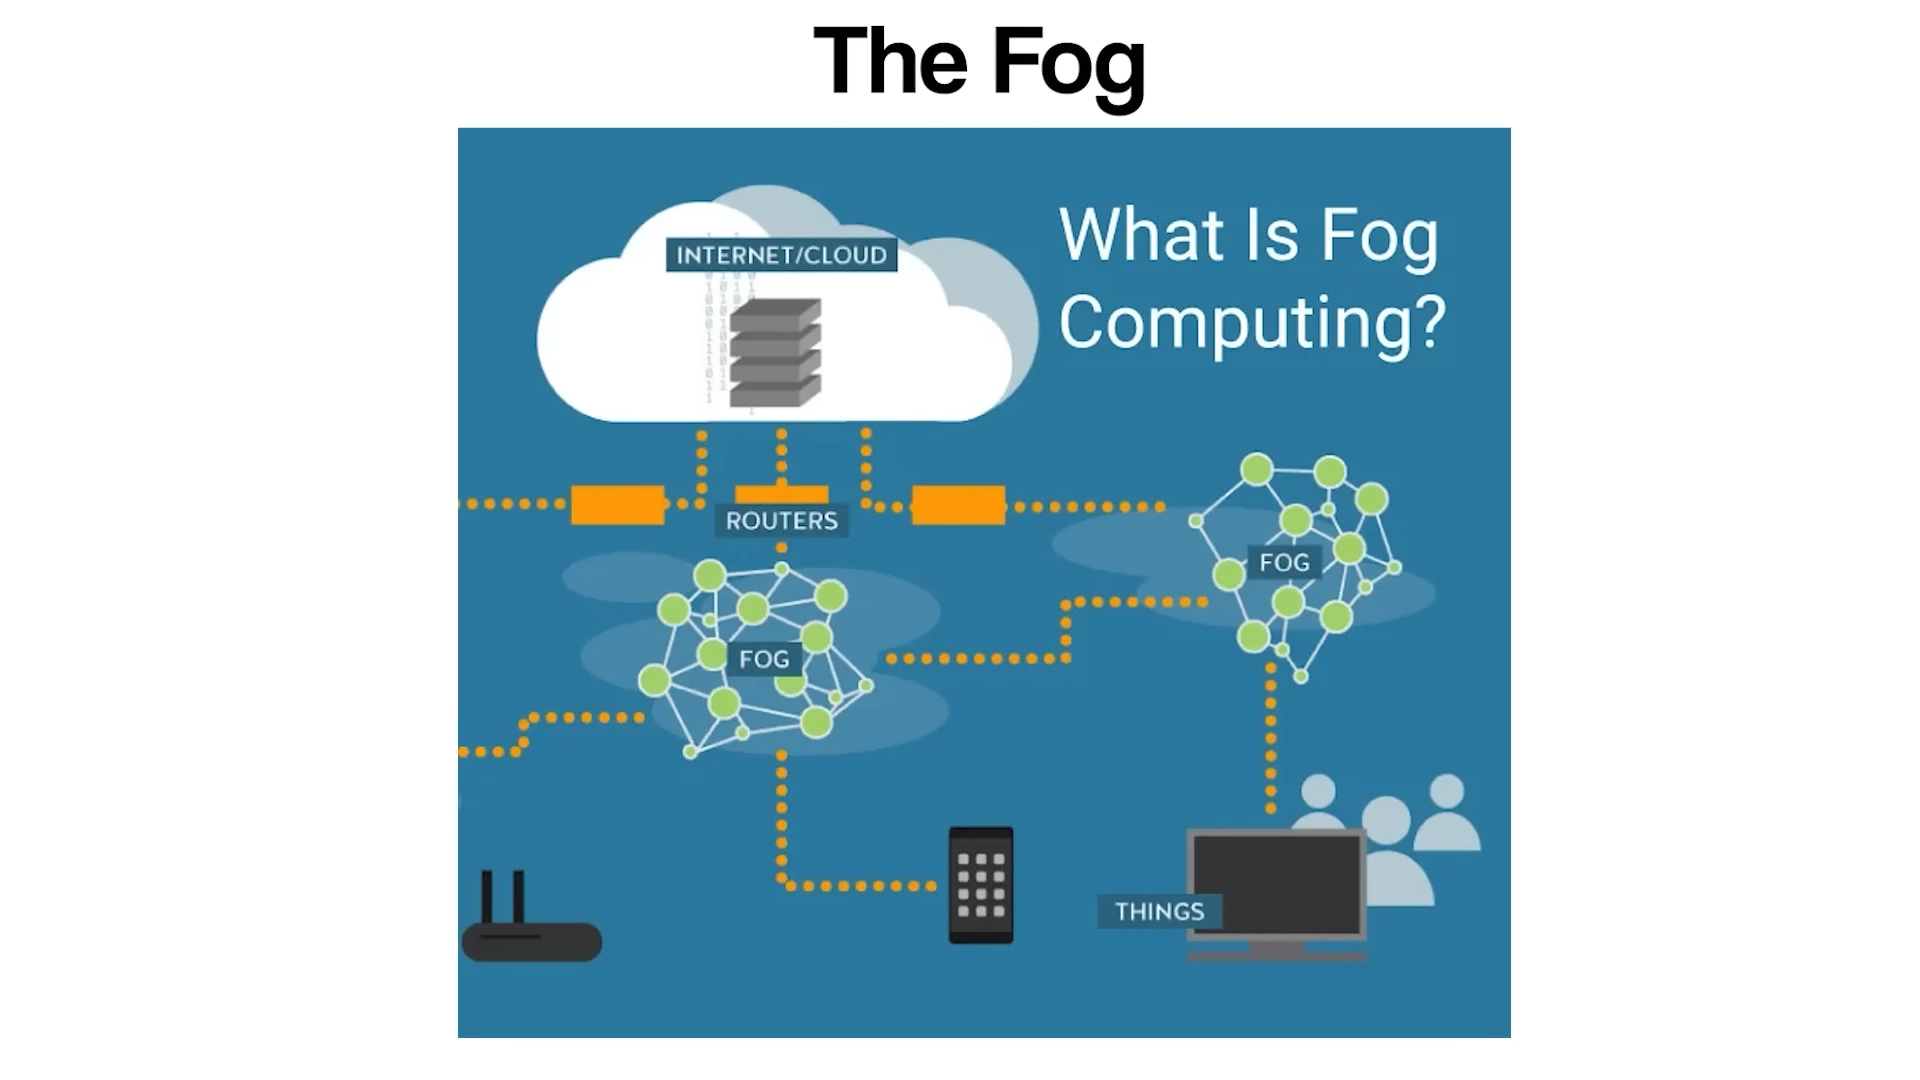 The Fog
INTERNET/CLOUD
What Is Fog
Computing?
ROUTERS
FOG
FOG
THINGS